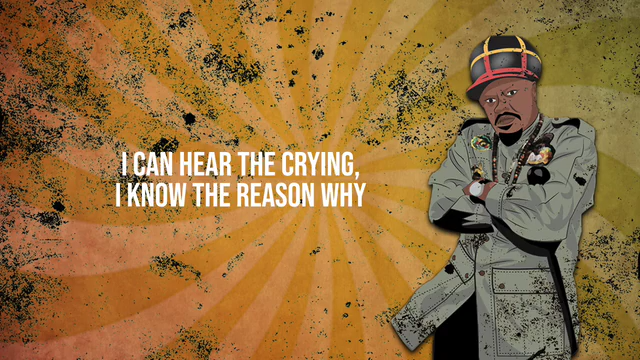 I CAN HEAR THE CRYING,
I KNOW THE REASON WHY